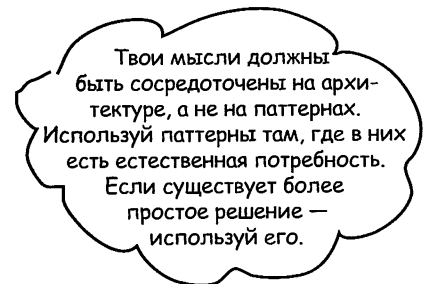 Твои мысли должны
быть сосредоточены на архи-
тектуре, а не на паттернах.
Используй паттерны там, где в них
есть естественная потребность.
Если существует более
простое решение —
используй его.